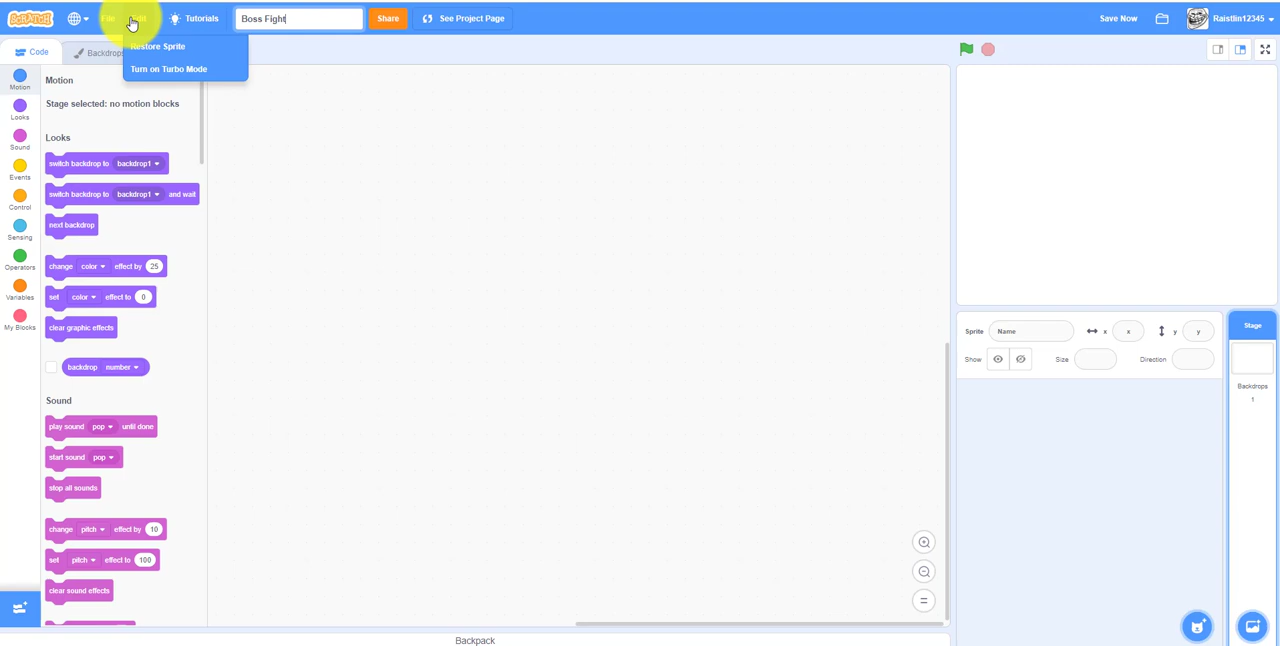 SCRATCH File Edit Tutorials Boss Fight Share See Project Page Save Now Raistlin12345
Restore Sprite
Turn on Turbo Mode
Code Backdrops
Motion
Looks
Sound
Events
Control
Sensing
Operators
Variables
My Blocks
Motion
Stage selected: no motion blocks
Looks
switch backdrop to backdrop1
switch backdrop to backdrop1 and wait
next backdrop
change color effect by 25
set color effect to 0
clear graphic effects
backdrop number
Sound
play sound pop until done
start sound pop
stop all sounds
change pitch effect by 10
set pitch effect to 100
clear sound effects
Backpack
Sprite Name x x y y
Show Size Direction
Stage
Backdrops
1